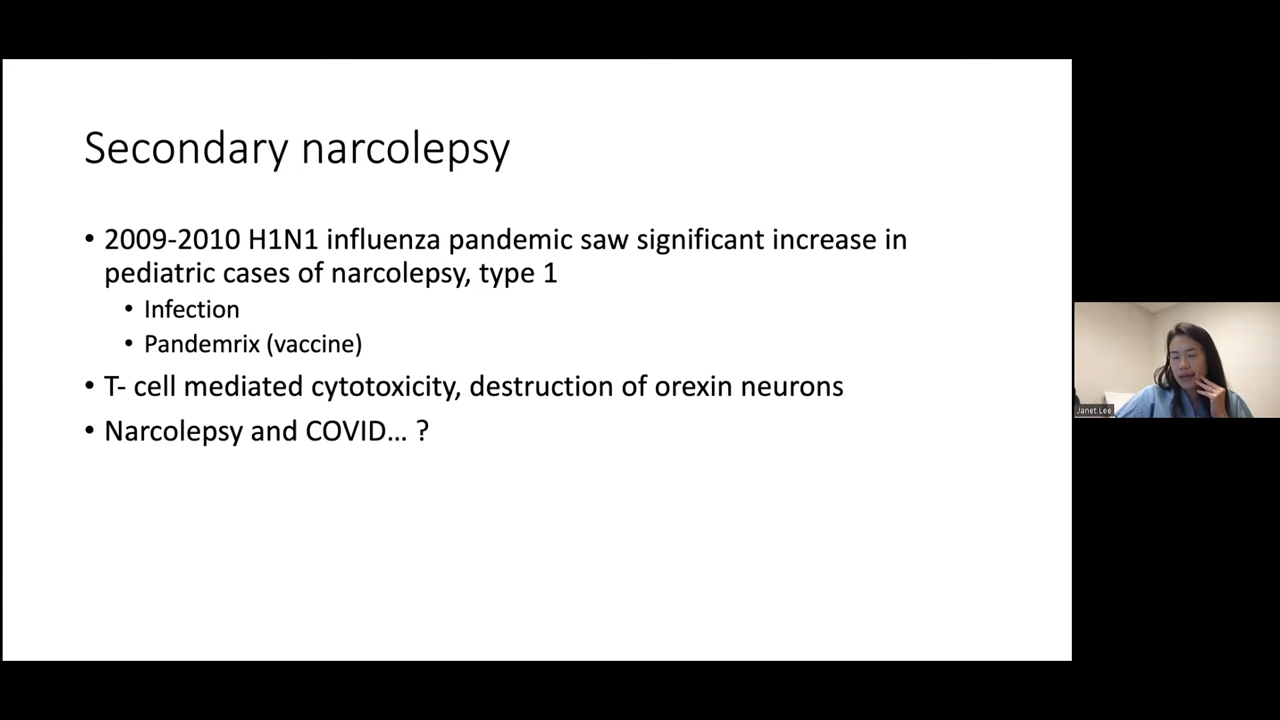 Secondary narcolepsy
• 2009-2010 H1N1 influenza pandemic saw significant increase in
pediatric cases of narcolepsy, type 1
• Infection
• Pandemrix (vaccine)
• T- cell mediated cytotoxicity, destruction of orexin neurons
• Narcolepsy and COVID... ?
Janet Lee